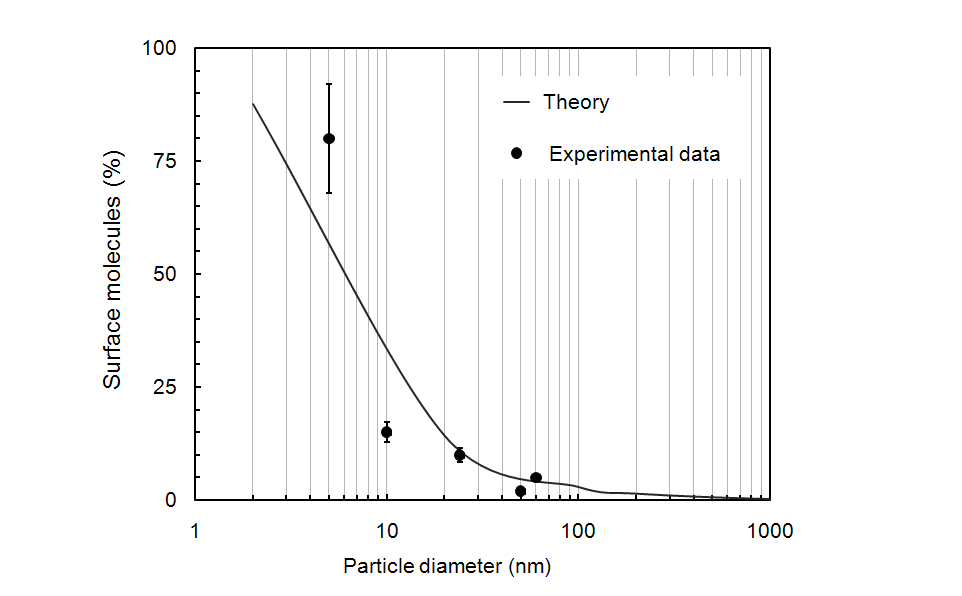 100
75
50
25
0
Surface molecules (%)
Theory
Experimental data
1 10 100 1000
Particle diameter (nm)